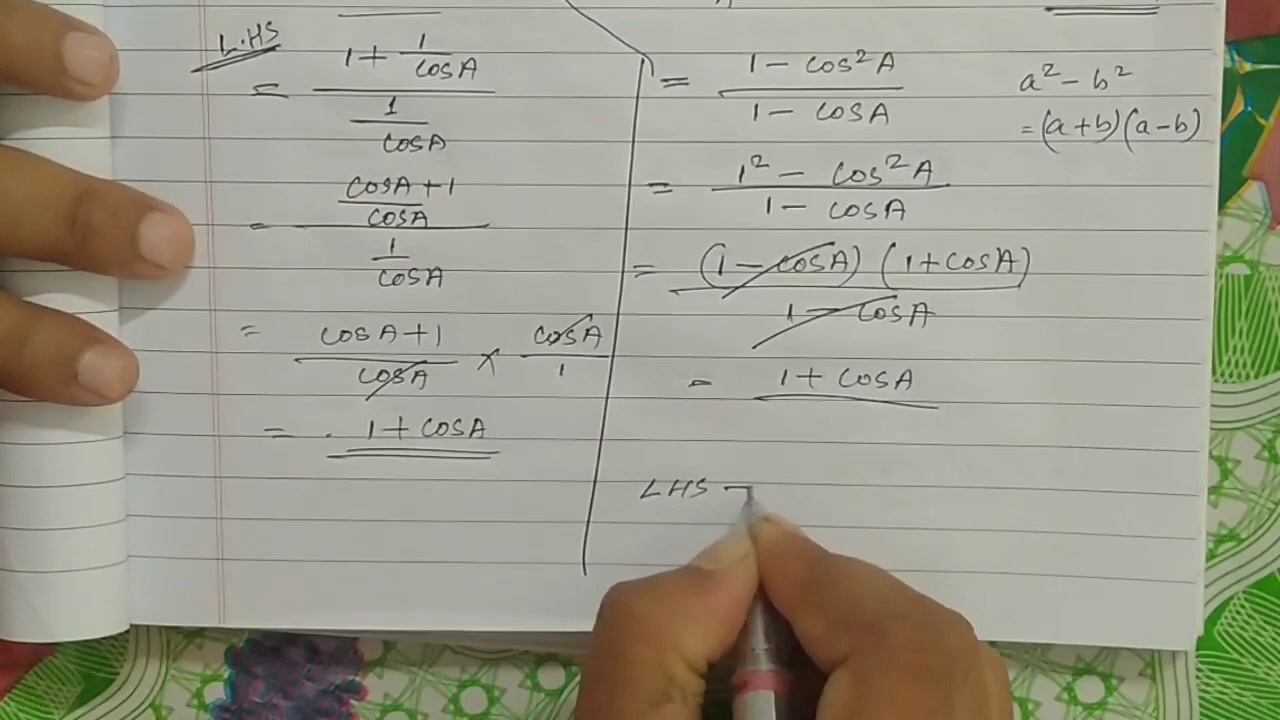 L.HS
= (1 + 1/cosA) / (1/cosA)
= ((cosA + 1)/cosA) / (1/cosA)
= (cosA + 1)/cosA × cosA/1
= 1 + cosA
= (1 - cos²A) / (1 - cosA)
= (1² - cos²A) / (1 - cosA)
= (1 - cosA) (1 + cosA) / (1 - cosA)
= 1 + cosA
LHS
a² - b²
= (a + b)(a - b)